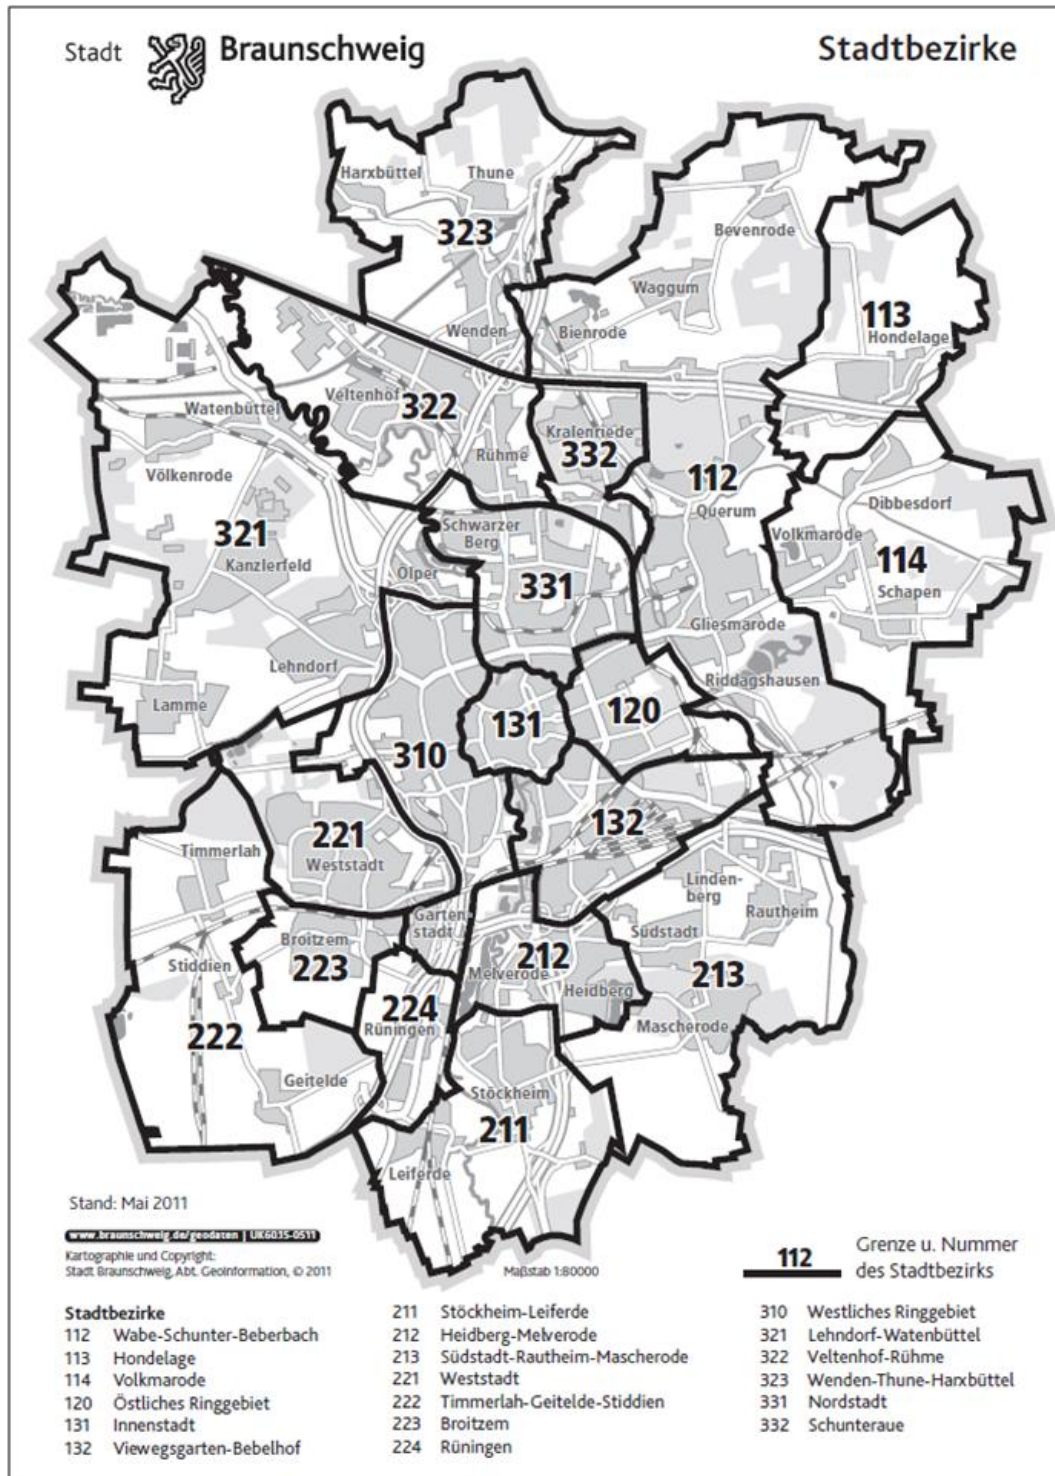 Stadt Braunschweig
Stadtbezirke
Harxbüttel
Thune
323
Bevenrode
Waggum
113
Wenden
Bienrode
Hondelage
Veltenhof
322
Watenbüttel
Kralenriede
Rühme
332
Völkenrode
112
Querum
Dibbesdorf
Schwarzer
Berg
Volkmarode
321
Kanzlerfeld
Ölper
331
114
Schapen
Gliesmarode
Lehndorf
Riddagshausen
Lamme
131
120
310
132
221
Timmerlah
Weststadt
Linden-
berg
Rautheim
Garten-
stadt
Südstadt
Broitzem
Stiddien
223
Melverode
212
213
Heidberg
224
222
Rüningen
Mascherode
Geitelde
Stöckheim
211
Leiferde
Stand: Mai 2011
www.braunschweig.de/geodaten | UK6035-0511
Kartographie und Copyright:
Stadt Braunschweig, Abt. Geoinformation, © 2011
Maßstab 1:80000
112 Grenze u. Nummer
des Stadtbezirks
Stadtbezirke
112 Wabe-Schunter-Beberbach
113 Hondelage
114 Volkmarode
120 Östliches Ringgebiet
131 Innenstadt
132 Viewegsgarten-Bebelhof
211 Stöckheim-Leiferde
212 Heidberg-Melverode
213 Südstadt-Rautheim-Mascherode
221 Weststadt
222 Timmerlah-Geitelde-Stiddien
223 Broitzem
224 Rüningen
310 Westliches Ringgebiet
321 Lehndorf-Watenbüttel
322 Veltenhof-Rühme
323 Wenden-Thune-Harxbüttel
331 Nordstadt
332 Schunteraue